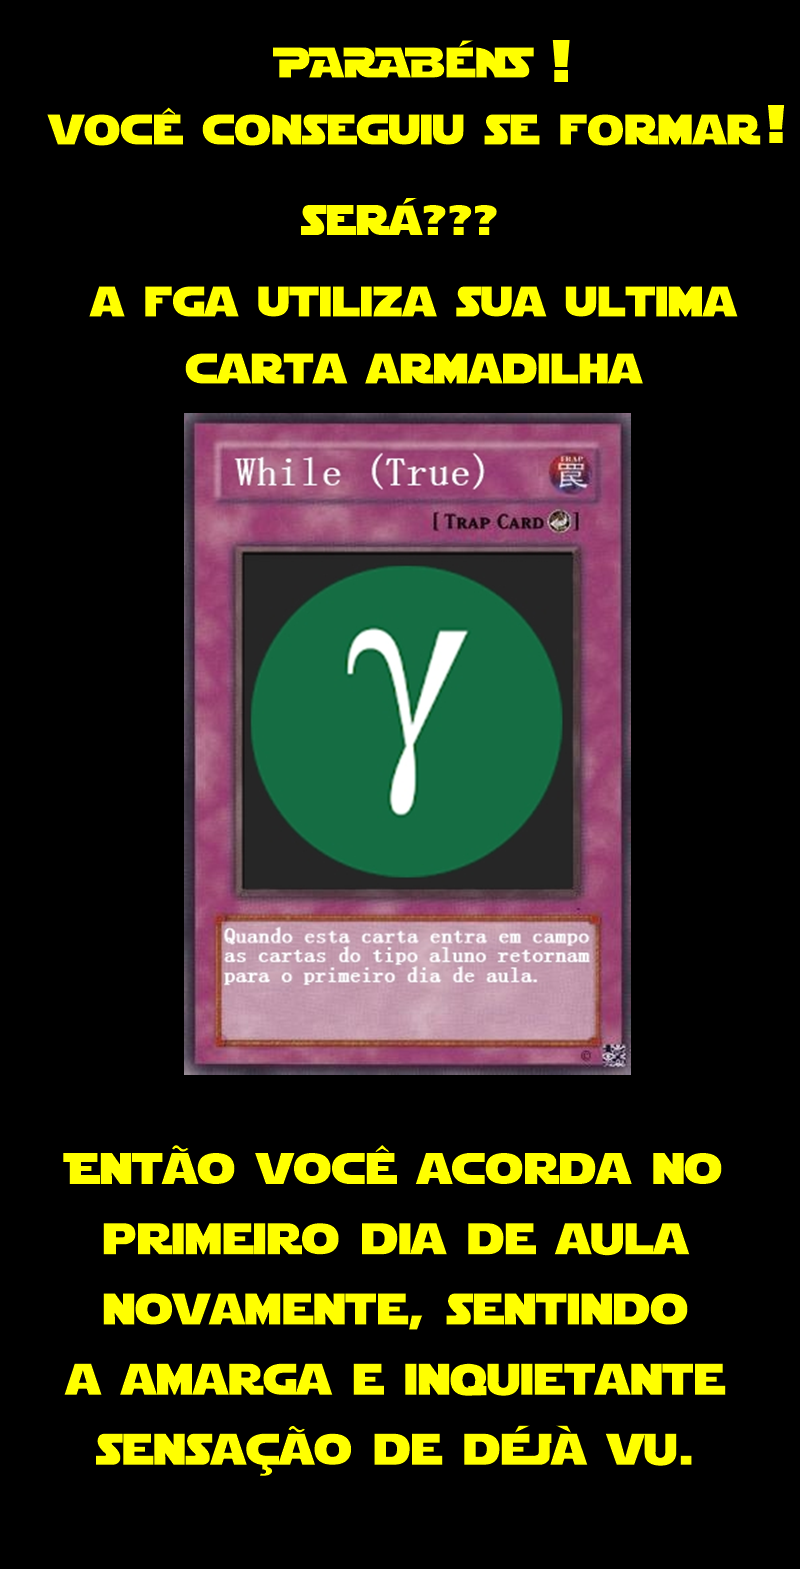 PARABÉNS !
VOCÊ CONSEGUIU SE FORMAR!
SERÁ???
A FGA UTILIZA SUA ULTIMA
CARTA ARMADILHA
While (True)
TRAP
罠
[ TRAP CARD ]
γ
Quando esta carta entra em campo
as cartas do tipo aluno retornam
para o primeiro dia de aula.
©
ENTÃO VOCÊ ACORDA NO
PRIMEIRO DIA DE AULA
NOVAMENTE, SENTINDO
A AMARGA E INQUIETANTE
SENSAÇÃO DE DÉJÀ VU.